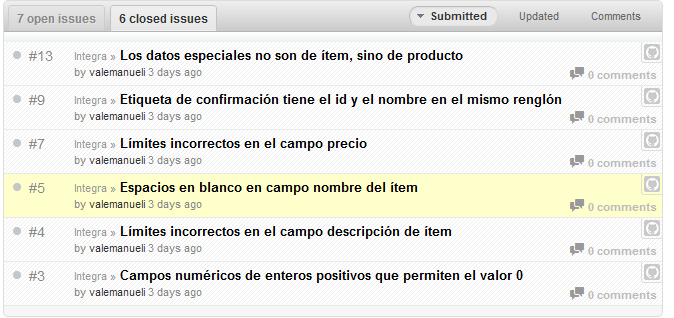 7 open issues 6 closed issues Submitted Updated Comments
#13 Integra » Los datos especiales no son de ítem, sino de producto
by valemanueli 3 days ago
0 comments
#9 Integra » Etiqueta de confirmación tiene el id y el nombre en el mismo renglón
by valemanueli 3 days ago
0 comments
#7 Integra » Límites incorrectos en el campo precio
by valemanueli 3 days ago
0 comments
#5 Integra » Espacios en blanco en campo nombre del ítem
by valemanueli 3 days ago
0 comments
#4 Integra » Límites incorrectos en el campo descripción de ítem
by valemanueli 3 days ago
0 comments
#3 Integra » Campos numéricos de enteros positivos que permiten el valor 0
by valemanueli 3 days ago
0 comments